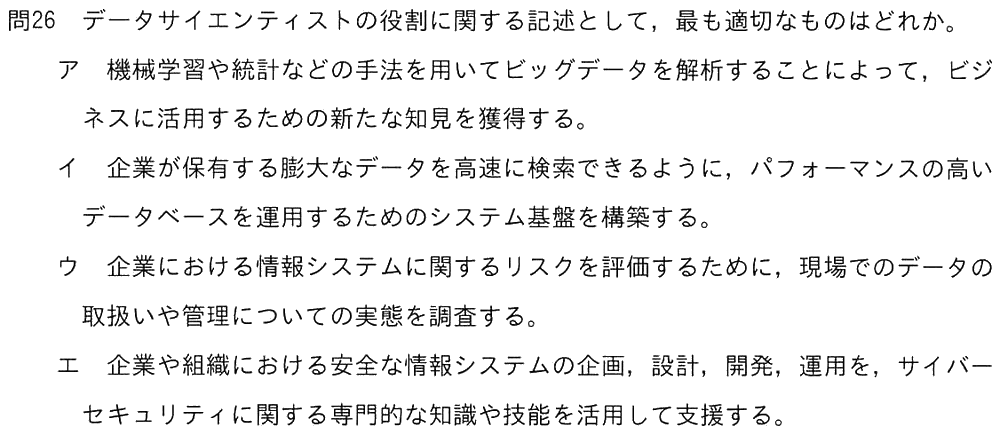 問26 データサイエンティストの役割に関する記述として，最も適切なものはどれか。
ア 機械学習や統計などの手法を用いてビッグデータを解析することによって，ビジ
ネスに活用するための新たな知見を獲得する。
イ 企業が保有する膨大なデータを高速に検索できるように，パフォーマンスの高い
データベースを運用するためのシステム基盤を構築する。
ウ 企業における情報システムに関するリスクを評価するために，現場でのデータの
取扱いや管理についての実態を調査する。
エ 企業や組織における安全な情報システムの企画，設計，開発，運用を，サイバー
セキュリティに関する専門的な知識や技能を活用して支援する。